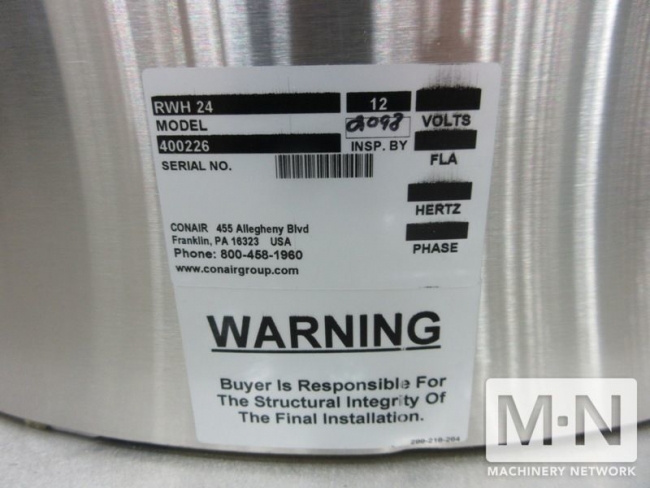 RWH 24
12
MODEL
VOLTS
400226
INSP. BY
FLA
SERIAL NO.
HERTZ
PHASE
CONAIR 455 Allegheny Blvd
Franklin, PA 16323 USA
Phone: 800-458-1960
www.conairgroup.com
WARNING
Buyer Is Responsible For
The Structural Integrity Of
The Final Installation.
M·N
MACHINERY NETWORK